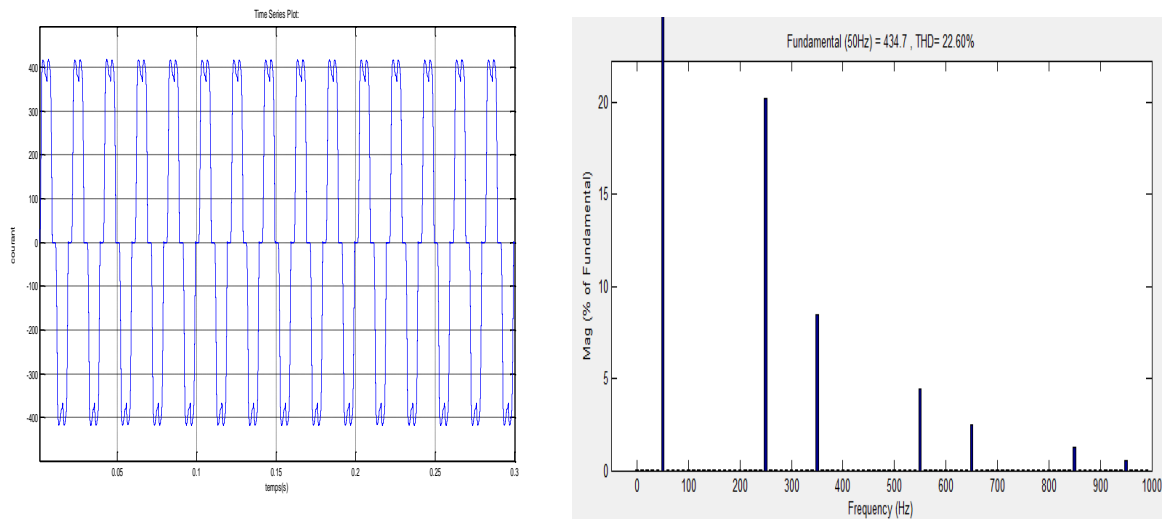 Time Series Plot:
400
300
200
100
0
-100
-200
-300
-400
courant
0.05 0.1 0.15 0.2 0.25 0.3
temps(s)
Fundamental (50Hz) = 434.7 , THD= 22.60%
20
15
10
5
0
Mag (% of Fundamental)
0 100 200 300 400 500 600 700 800 900 1000
Frequency (Hz)